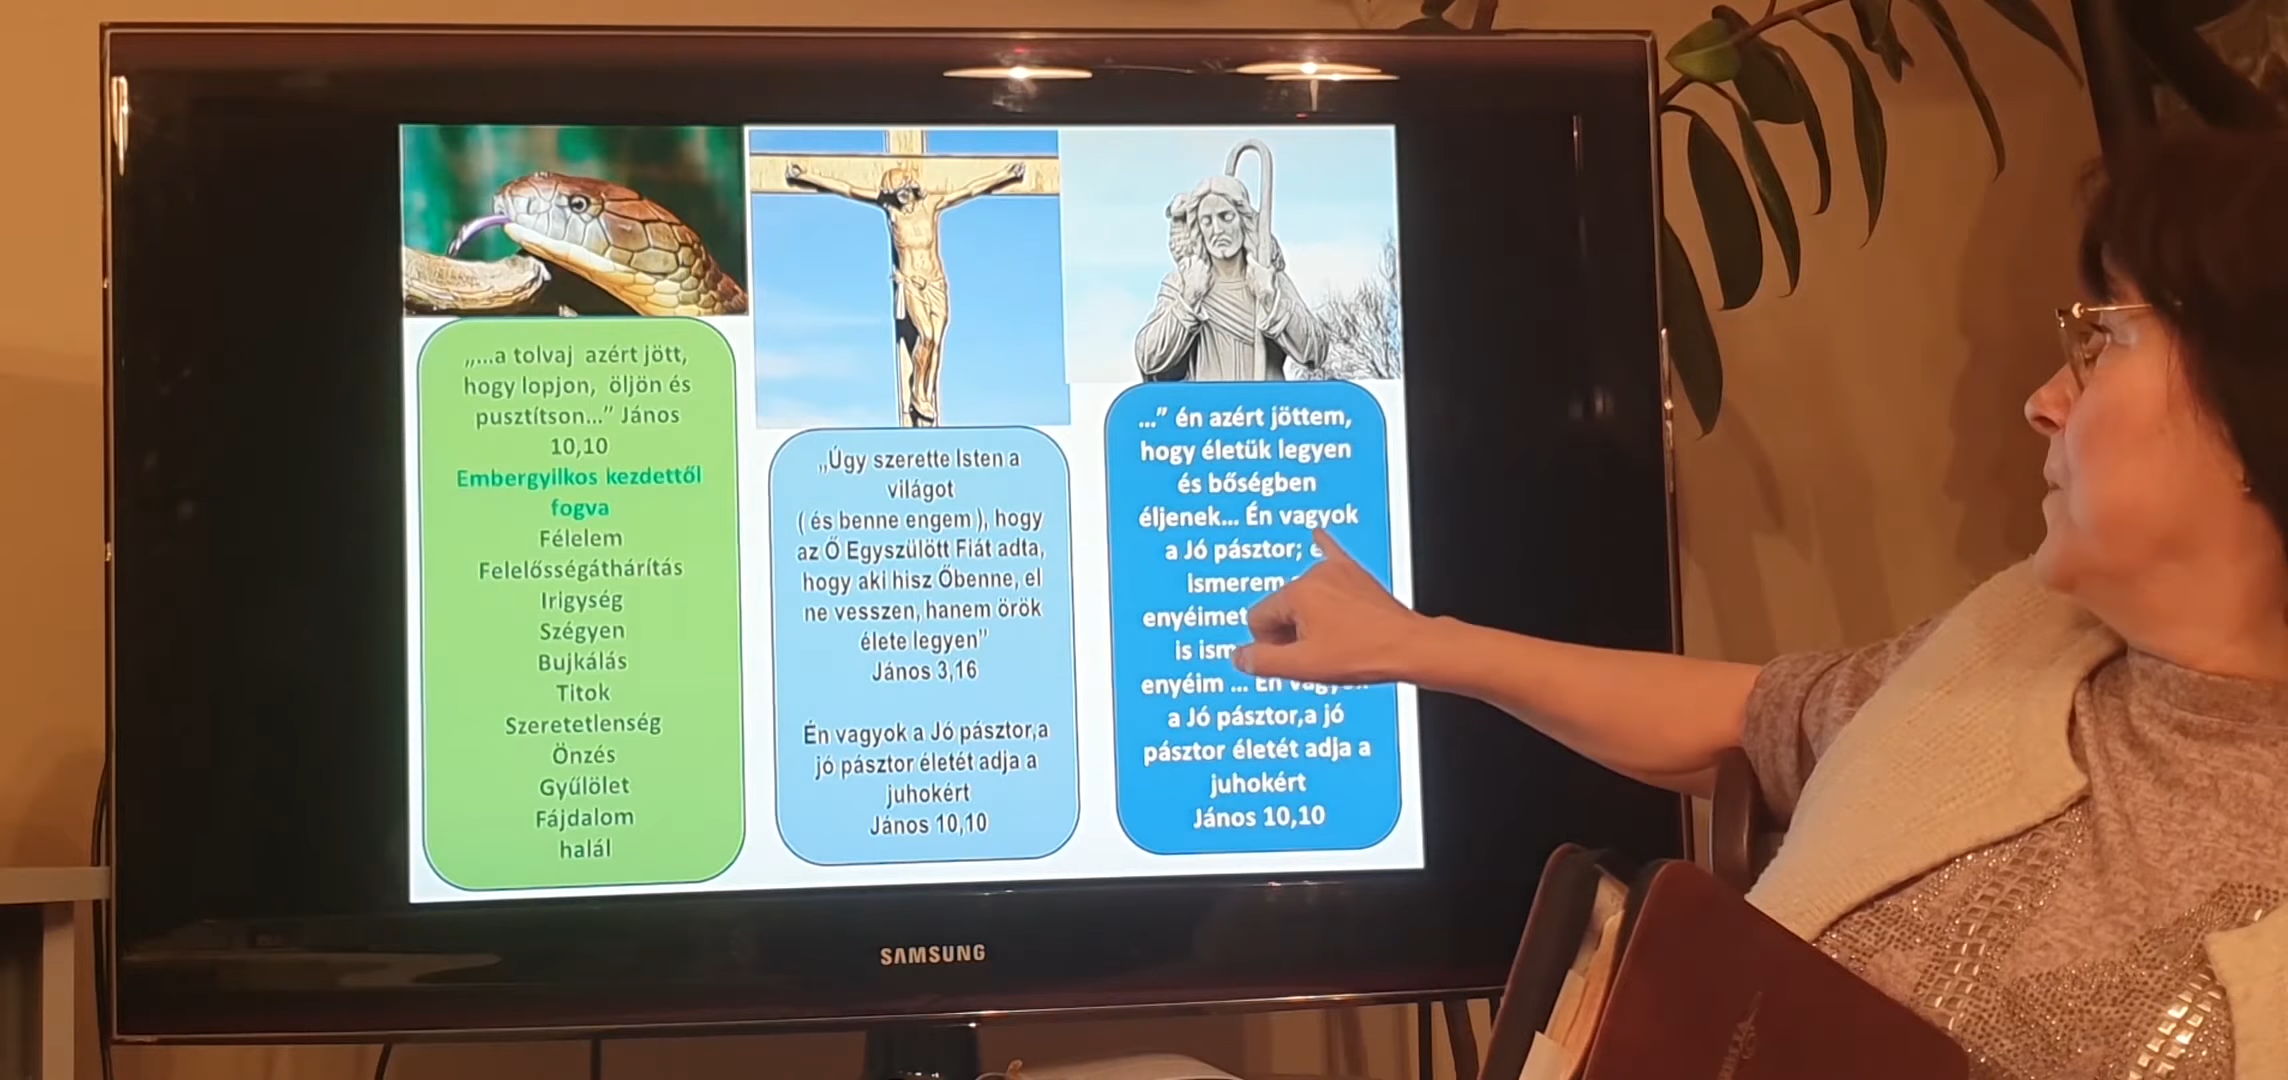 „...a tolvaj azért jött,
hogy lopjon, öljön és
pusztítson...” János
10,10
Embergyilkos kezdettől
fogva
Félelem
Felelősségáthárítás
Irigység
Szégyen
Bujkálás
Titok
Szeretetlenség
Önzés
Gyűlölet
Fájdalom
halál
„Úgy szerette Isten a
világot
( és benne engem ), hogy
az Ő Egyszülött Fiát adta,
hogy aki hisz Őbenne, el
ne vesszen, hanem örök
élete legyen”
János 3,16
Én vagyok a Jó pásztor,a
jó pásztor életét adja a
juhokért
János 10,10
...” én azért jöttem,
hogy életük legyen
és bőségben
éljenek... Én vagyok
a Jó pásztor;
Ismerem
enyéimet
is
enyéim ... Én vagyok
a Jó pásztor,a jó
pásztor életét adja a
juhokért
János 10,10
SAMSUNG